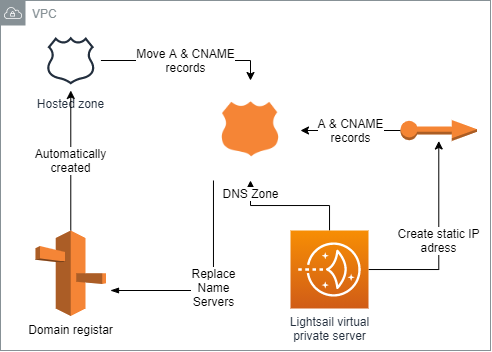 VPC
Move A & CNAME
records
Hosted zone
A & CNAME
records
Automatically
created
DNS Zone
Create static IP
adress
Replace
Name
Servers
Domain registar
Lightsail virtual
private server